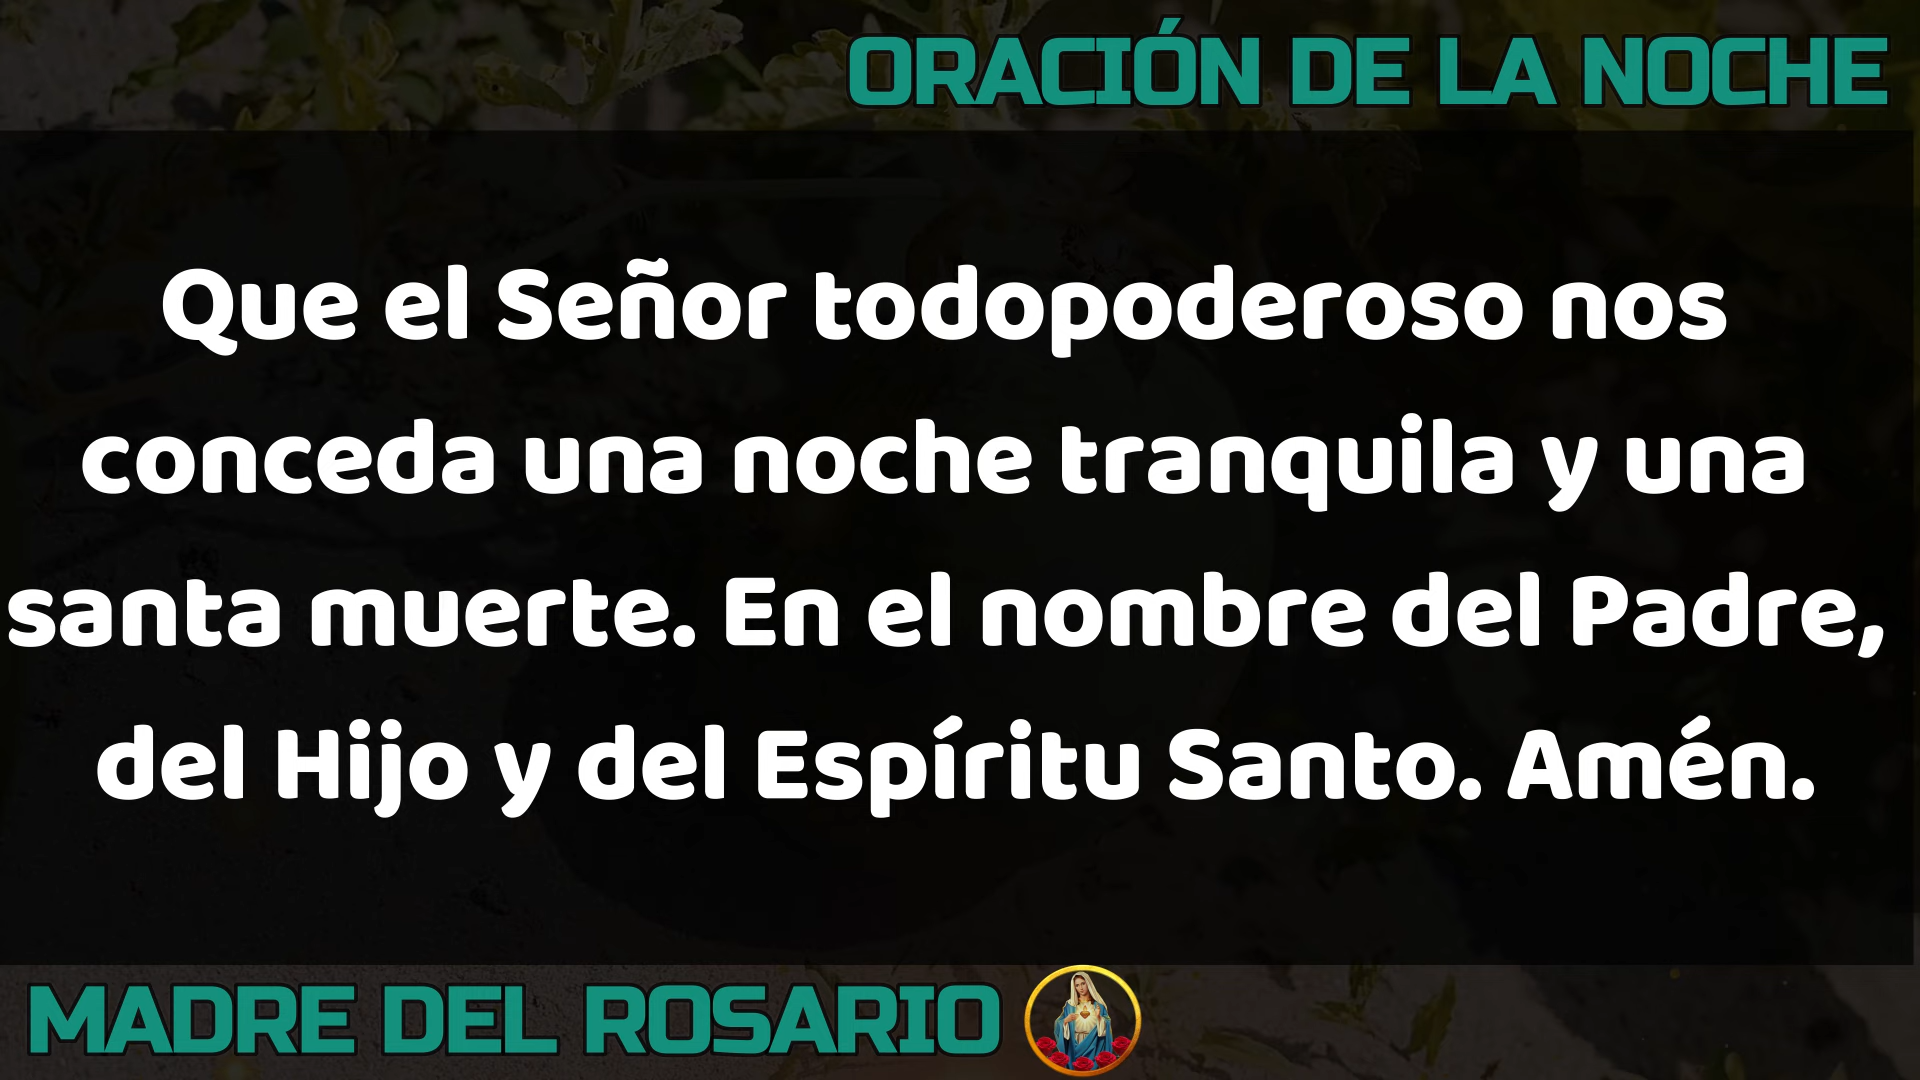 ORACIÓN DE LA NOCHE
Que el Señor todopoderoso nos
conceda una noche tranquila y una
santa muerte. En el nombre del Padre,
del Hijo y del Espíritu Santo. Amén.
MADRE DEL ROSARIO